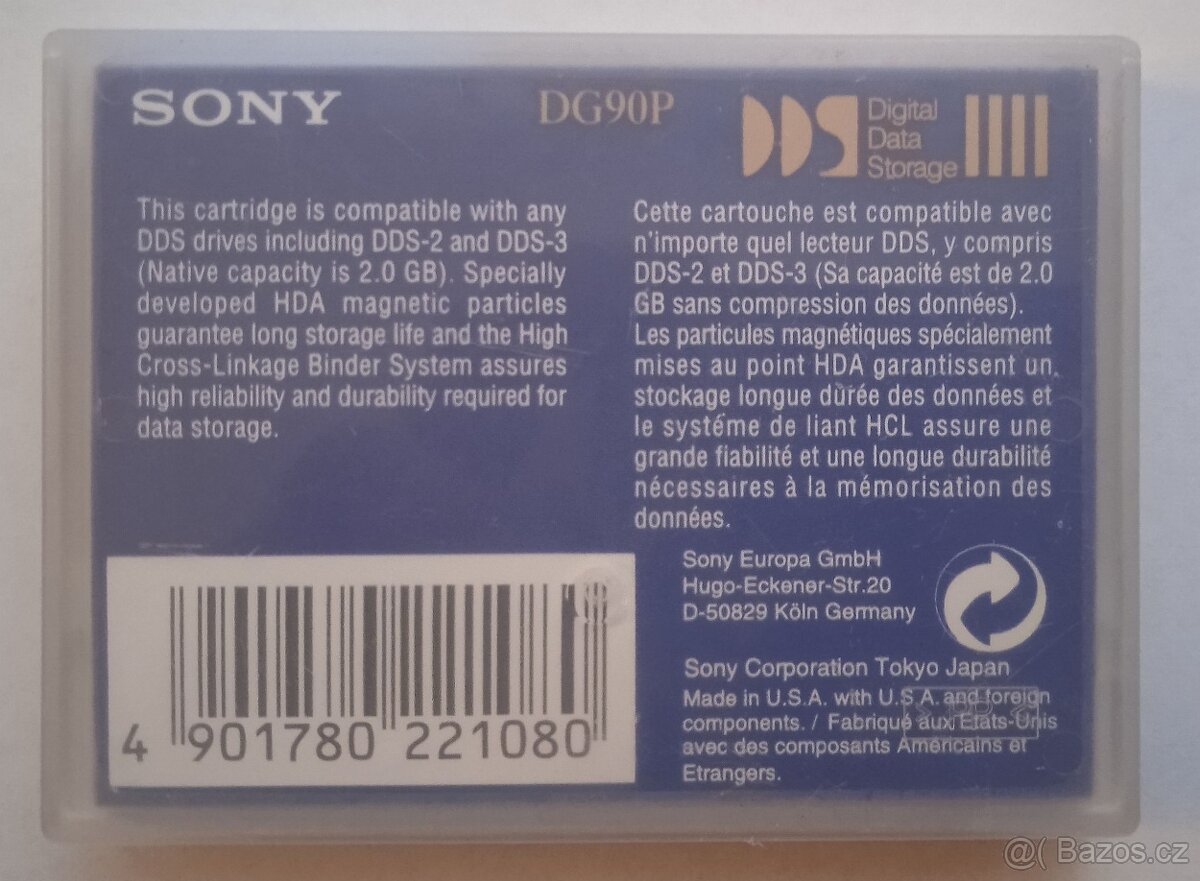 SONY
DG90P
DDS
Digital
Data
Storage
This cartridge is compatible with any
DDS drives including DDS-2 and DDS-3
(Native capacity is 2.0 GB). Specially
developed HDA magnetic particles
guarantee long storage life and the High
Cross-Linkage Binder System assures
high reliability and durability required for
data storage.
Cette cartouche est compatible avec
n'importe quel lecteur DDS, y compris
DDS-2 et DDS-3 (Sa capacité est de 2.0
GB sans compression des données).
Les particules magnétiques spécialement
mises au point HDA garantissent un
stockage longue dûrée des données et
le systéme de liant HCL assure une
grande fiabilité et une longue durabilité
nécessaires à la mémorisation des
données.
Sony Europa GmbH
Hugo-Eckener-Str.20
D-50829 Köln Germany
Sony Corporation Tokyo Japan
Made in U.S.A. with U.S.A. and foreign
components. / Fabriqué aux Etats-Unis
avec des composants Américains et
Etrangers.
4 901780 221080
@( Bazos.cz